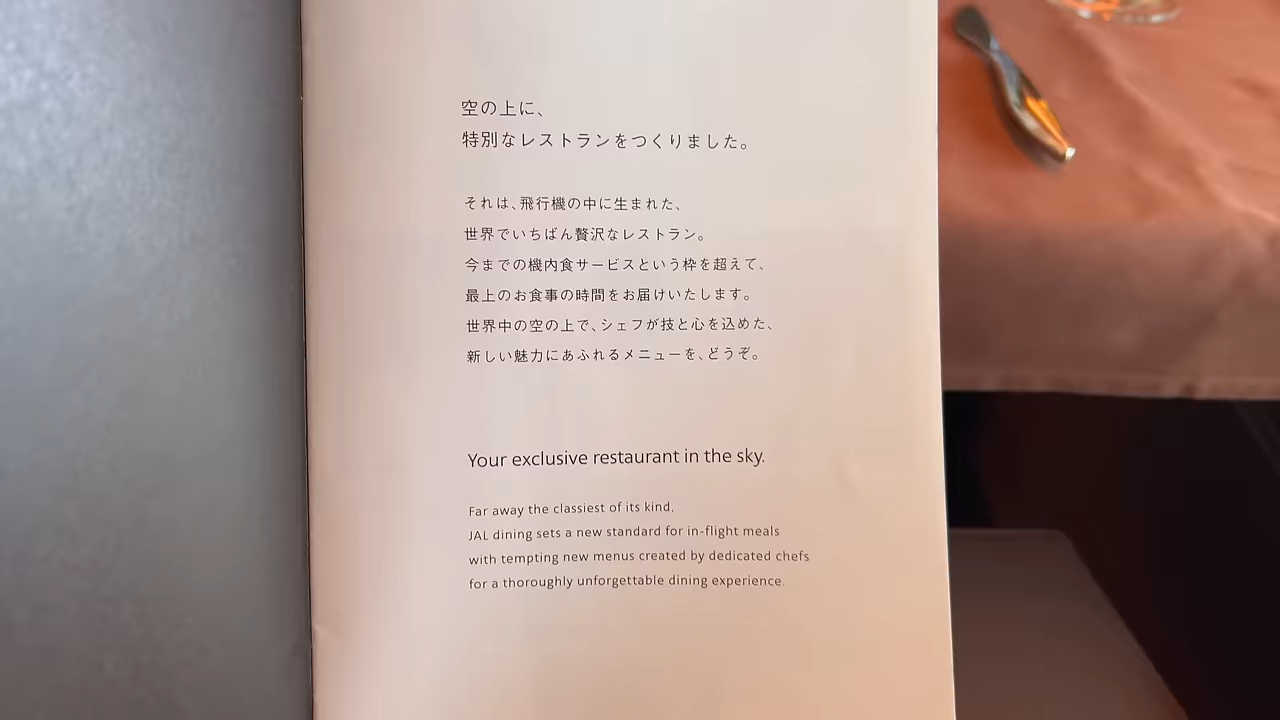 空の上に、
特別なレストランをつくりました。
それは、飛行機の中に生まれた、
世界でいちばん贅沢なレストラン。
今までの機内食サービスという枠を超えて、
最上のお食事の時間をお届けいたします。
世界中の空の上で、シェフが技と心を込めた、
新しい魅力にあふれるメニューを、どうぞ。
Your exclusive restaurant in the sky.
Far away the classiest of its kind,
JAL dining sets a new standard for in-flight meals
with tempting new menus created by dedicated chefs
for a thoroughly unforgettable dining experience.